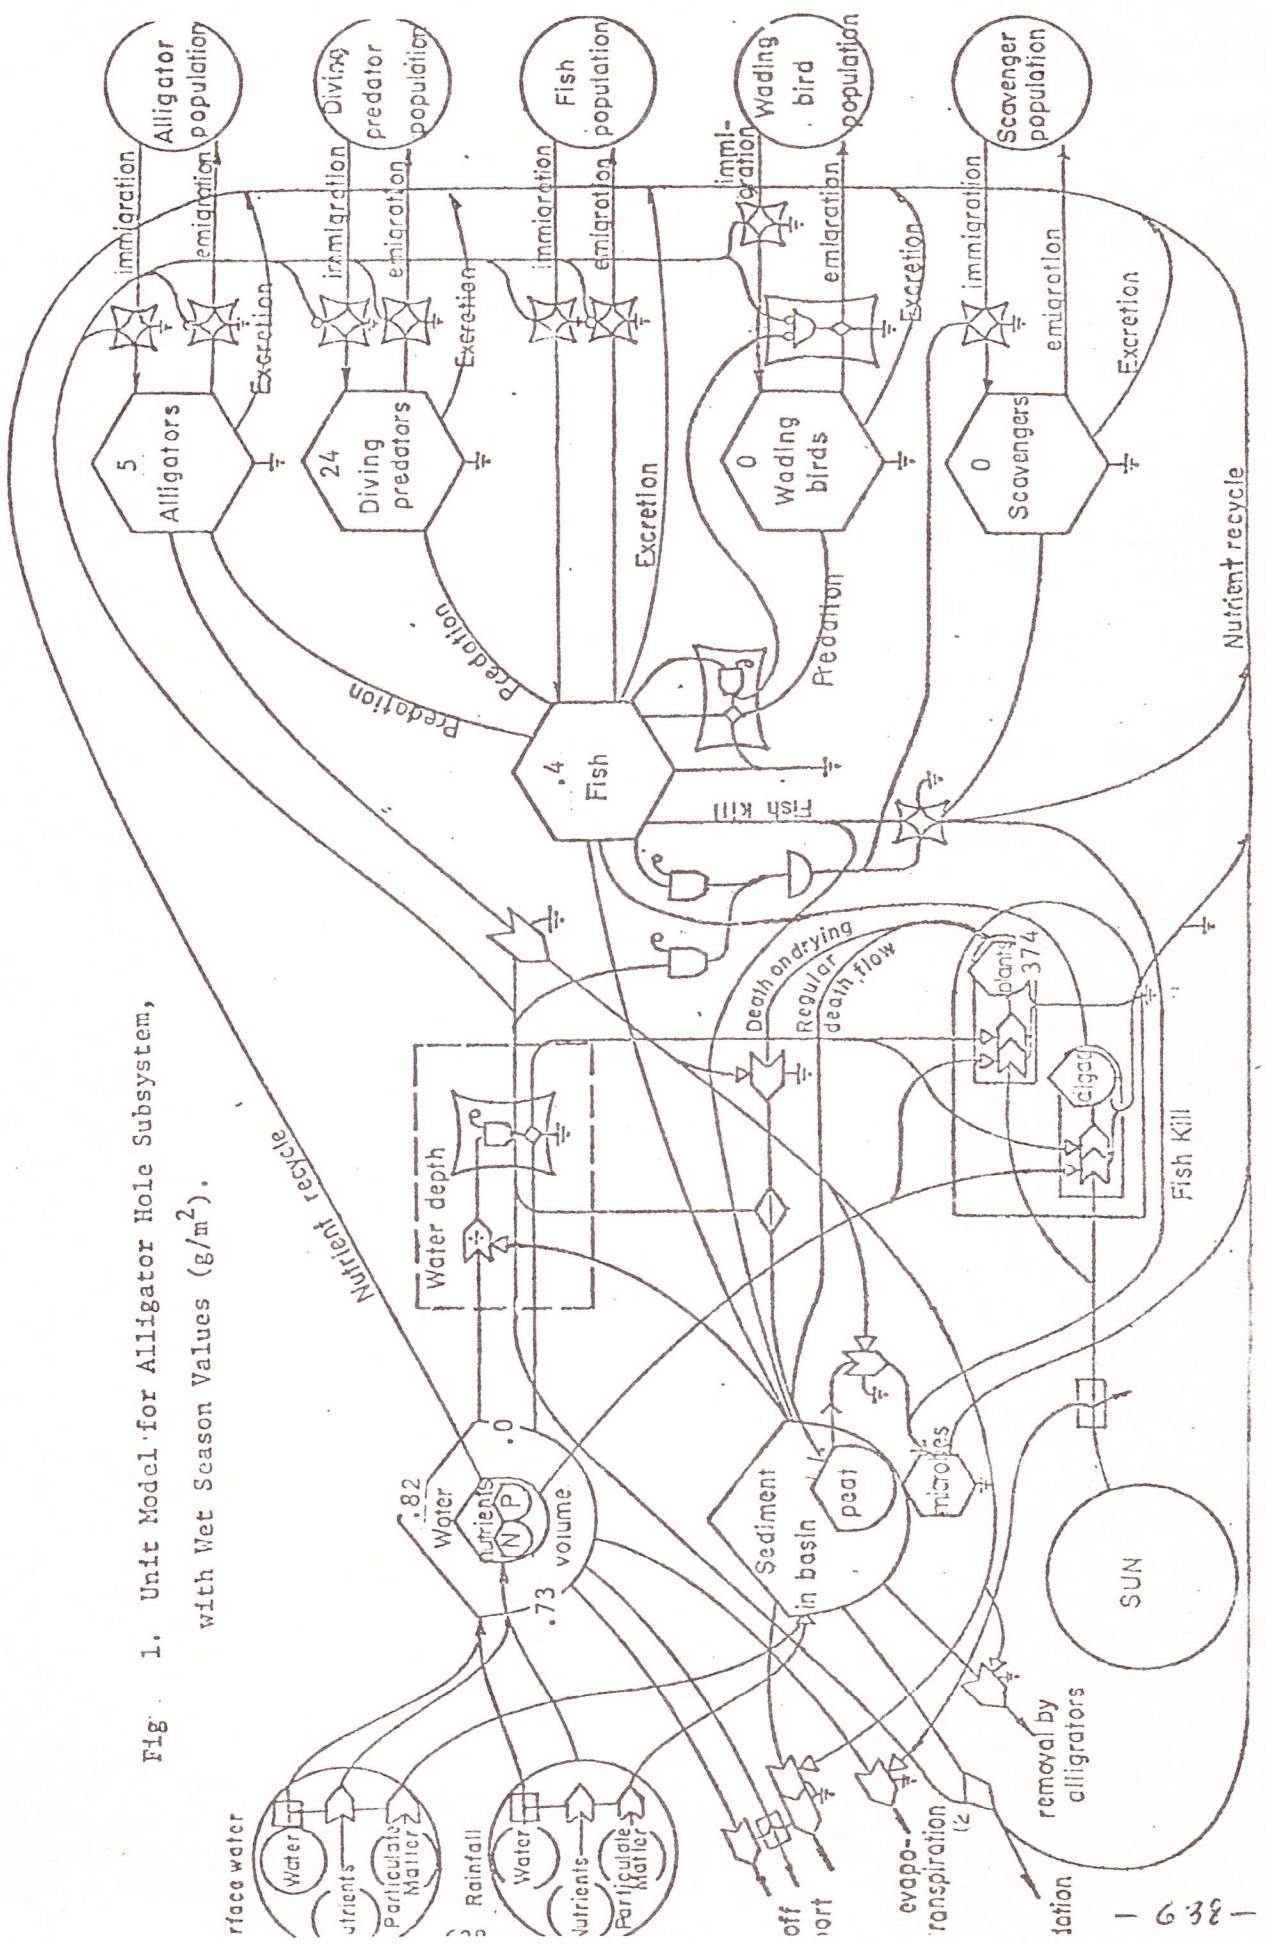 Fig. 1. Unit Model for Alligator Hole Subsystem,
with Wet Season Values (g/m²).
rface water
Water
utrients
Particulate
Matter
Rainfall
Water
Nutrients
Particulate
Matter
off
port
evapo-
ranspiration
dation
removal by
alligrators
SUN
.82
Water
nutrients
N P
volume
.73
.0
Sediment
in basin
peat
microbes
Nutrient recycle
Water depth
÷
Death on drying
Regular
death flow
plants
374
algae
Fish Kill
Fish kill
.4
Fish
Predation
Predation
Predation
Excretion
5
Alligators
24
Diving
predators
0
Wading
birds
0
Scavengers
immigration
emigration
Excretion
immigration
emigration
Excretion
immigration
emigration
immi-
gration
emigration
Excretion
immigration
emigration
Excretion
Alligator
population
Diving
predator
population
Fish
population
Wading
bird
population
Scavenger
population
Nutrient recycle
- 638 -